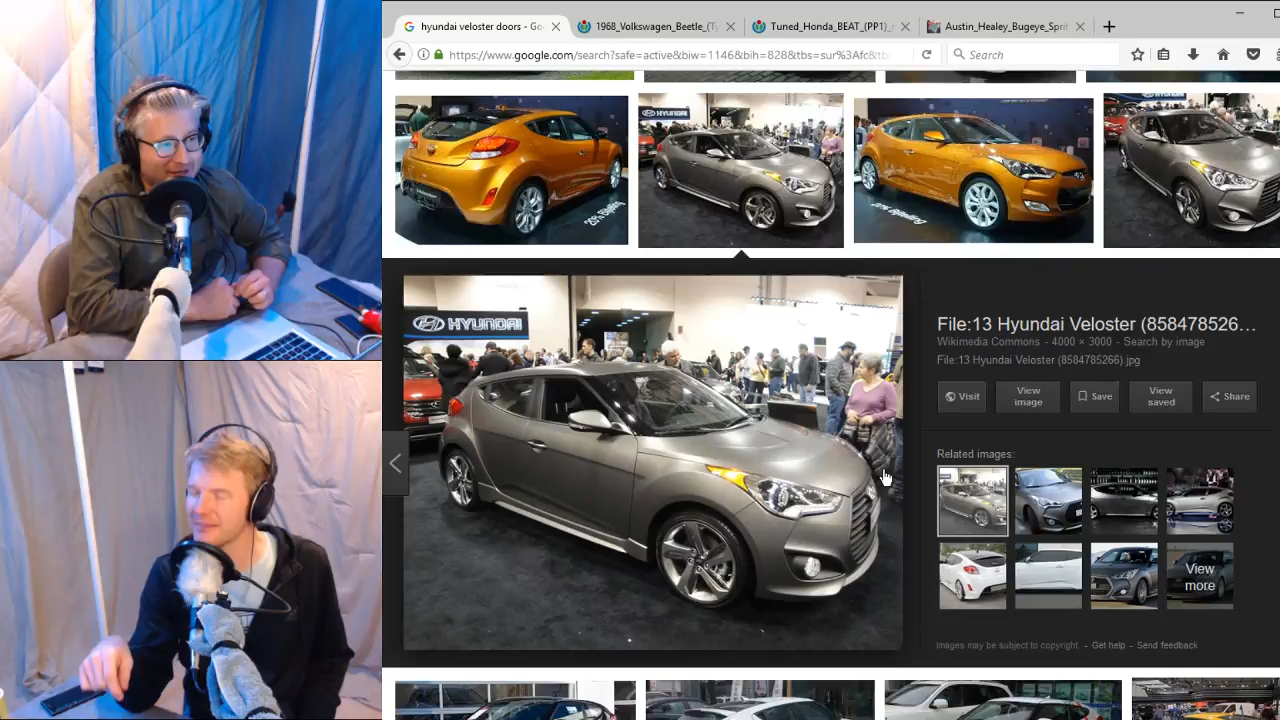 hyundai veloster doors - Go
1968_Volkswagen_Beetle_(Ty
Tuned_Honda_BEAT_(PP1)_
Austin_Healey_Bugeye_Sprit
https://www.google.com/search?safe=active&biw=1146&bih=828&tbs=sur%3Afc&tb
Search
HYUNDAI
HYUNDAI
File:13 Hyundai Veloster (858478526...
Wikimedia Commons - 4000 × 3000 - Search by image
File:13 Hyundai Veloster (8584785266).jpg
Visit
View image
Save
View saved
Share
Related images:
View more
Images may be subject to copyright. - Get help - Send feedback